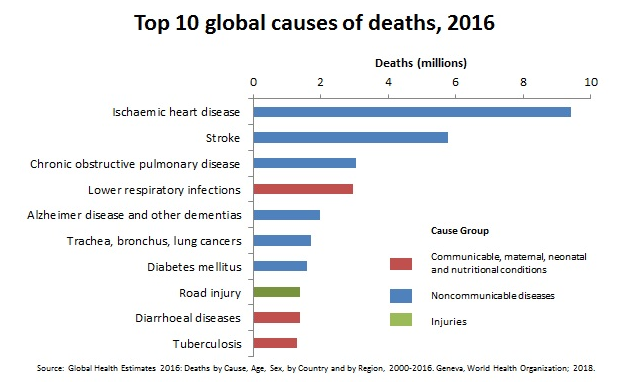 Top 10 global causes of deaths, 2016
Deaths (millions)
0 2 4 6 8 10
Ischaemic heart disease
Stroke
Chronic obstructive pulmonary disease
Lower respiratory infections
Alzheimer disease and other dementias
Trachea, bronchus, lung cancers
Diabetes mellitus
Road injury
Diarrhoeal diseases
Tuberculosis
Cause Group
Communicable, maternal, neonatal
and nutritional conditions
Noncommunicable diseases
Injuries
Source: Global Health Estimates 2016: Deaths by Cause, Age, Sex, by Country and by Region, 2000-2016. Geneva, World Health Organization; 2018.